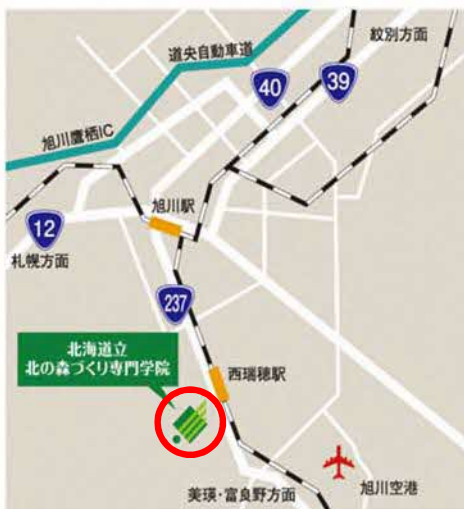 紋別方面
道央自動車道
40
39
旭川鷹栖IC
旭川駅
12
札幌方面
237
北海道立
北の森づくり専門学院
西瑞穂駅
旭川空港
美瑛・富良野方面